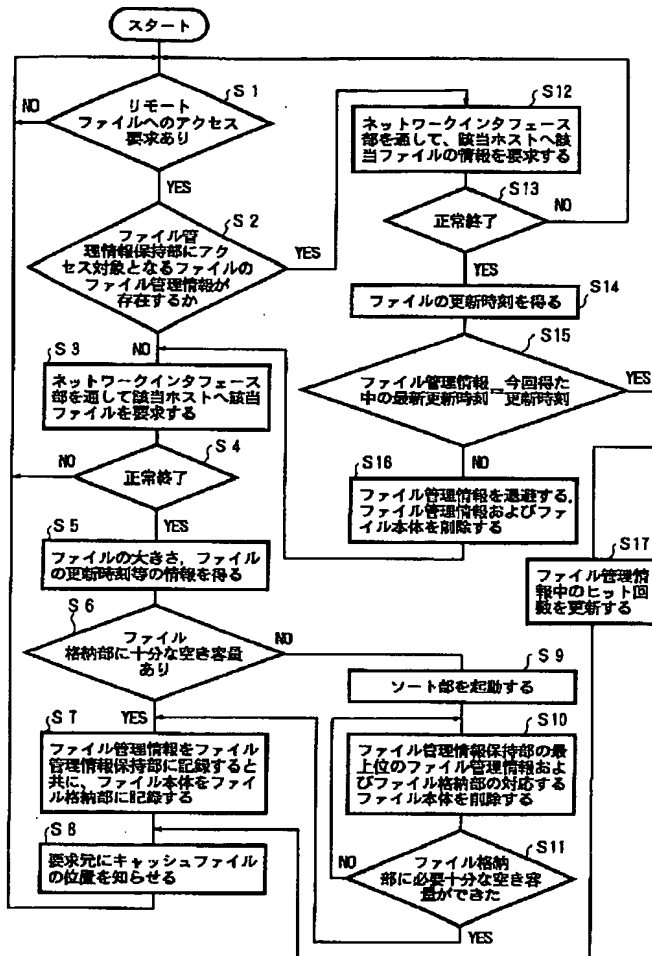 スタート
S1
NO
リモート
ファイルへのアクセス
要求あり
YES
S2
ファイル管
理情報保持部にアク
セス対象となるファイルの
ファイル管理情報が
存在するか
YES
NO
S3
ネットワークインタフェース
部を通して該当ホストへ該当
ファイルを要求する
S4
NO
正常終了
YES
S5
ファイルの大きさ,ファイル
の更新時刻等の情報を得る
S6
ファイル
格納部に十分な空き容量
あり
NO
YES
S7
ファイル管理情報をファイル
管理情報保持部に記録すると
共に、ファイル本体をファイ
ル格納部に記録する
S8
要求元にキャッシュファイル
の位置を知らせる
S9
ソート部を起動する
S10
ファイル管理情報保持部の最
上位のファイル管理情報およ
びファイル格納部の対応する
ファイル本体を削除する
S11
NO
ファイル格納
部に必要十分な空き容
量ができた
YES
S12
ネットワークインタフェース
部を通して、該当ホストへ該
当ファイルの情報を要求する
S13
NO
正常終了
YES
S14
ファイルの更新時刻を得る
S15
ファイル管理情報 今回得た
中の最新更新時刻=更新時刻
YES
NO
S16
ファイル管理情報を退避する,
ファイル管理情報およびファ
イル本体を削除する
S17
ファイル管理情
報中のヒット回
数を更新する